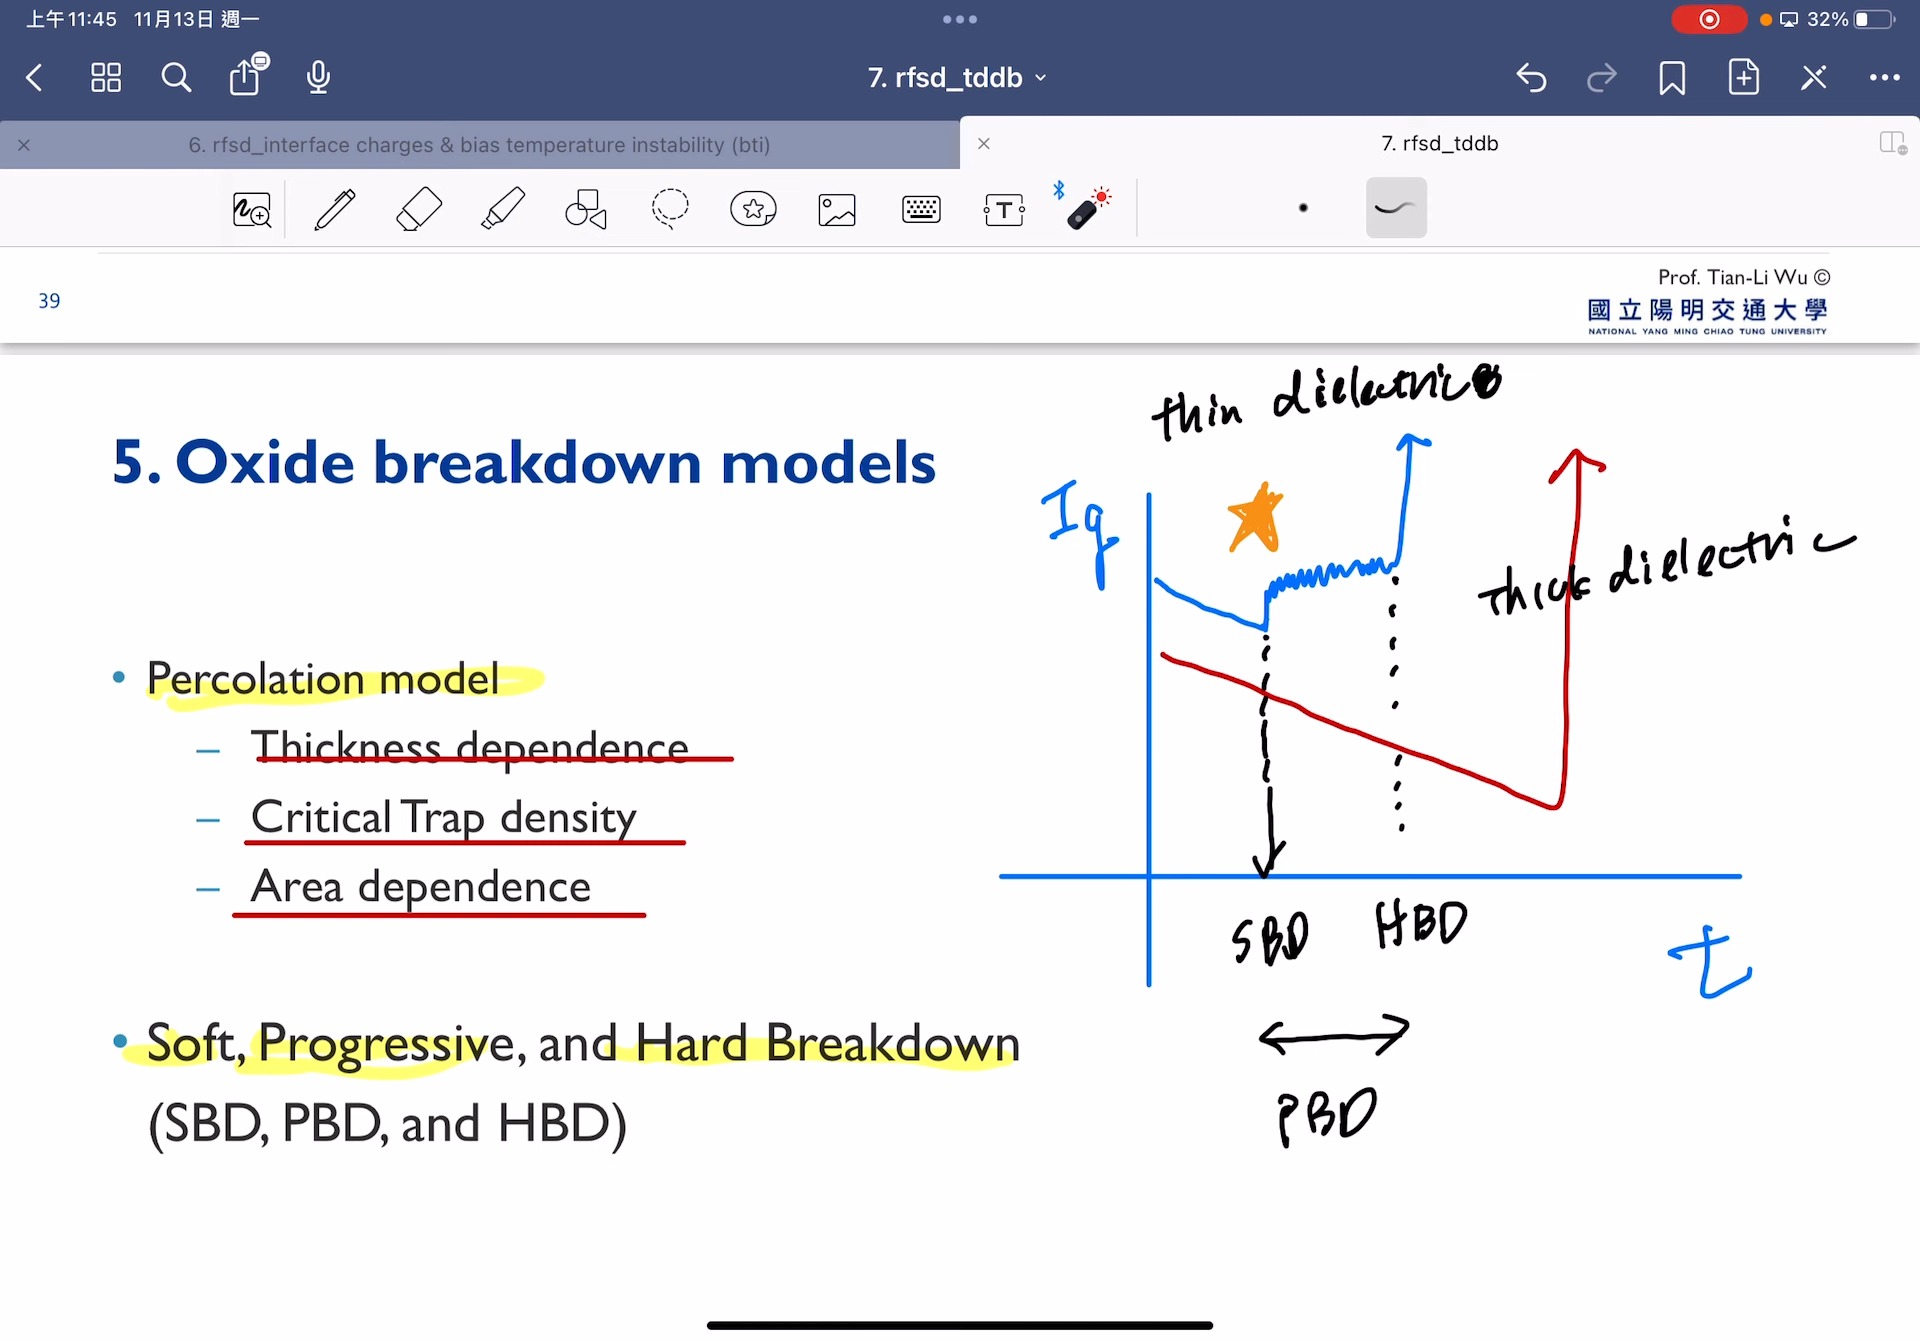 上午11:45 11月13日 週一
32%
7. rfsd_tddb
6. rfsd_interface charges & bias temperature instability (bti)
7. rfsd_tddb
T
39
Prof. Tian-Li Wu ©
國立陽明交通大學
NATIONAL YANG MING CHIAO TUNG UNIVERSITY
thin dielectrics
5. Oxide breakdown models
Ig
thick dielectric
• Percolation model
– Thickness dependence
– Critical Trap density
– Area dependence
SBD HBD
t
• Soft, Progressive, and Hard Breakdown
(SBD, PBD, and HBD)
PBD